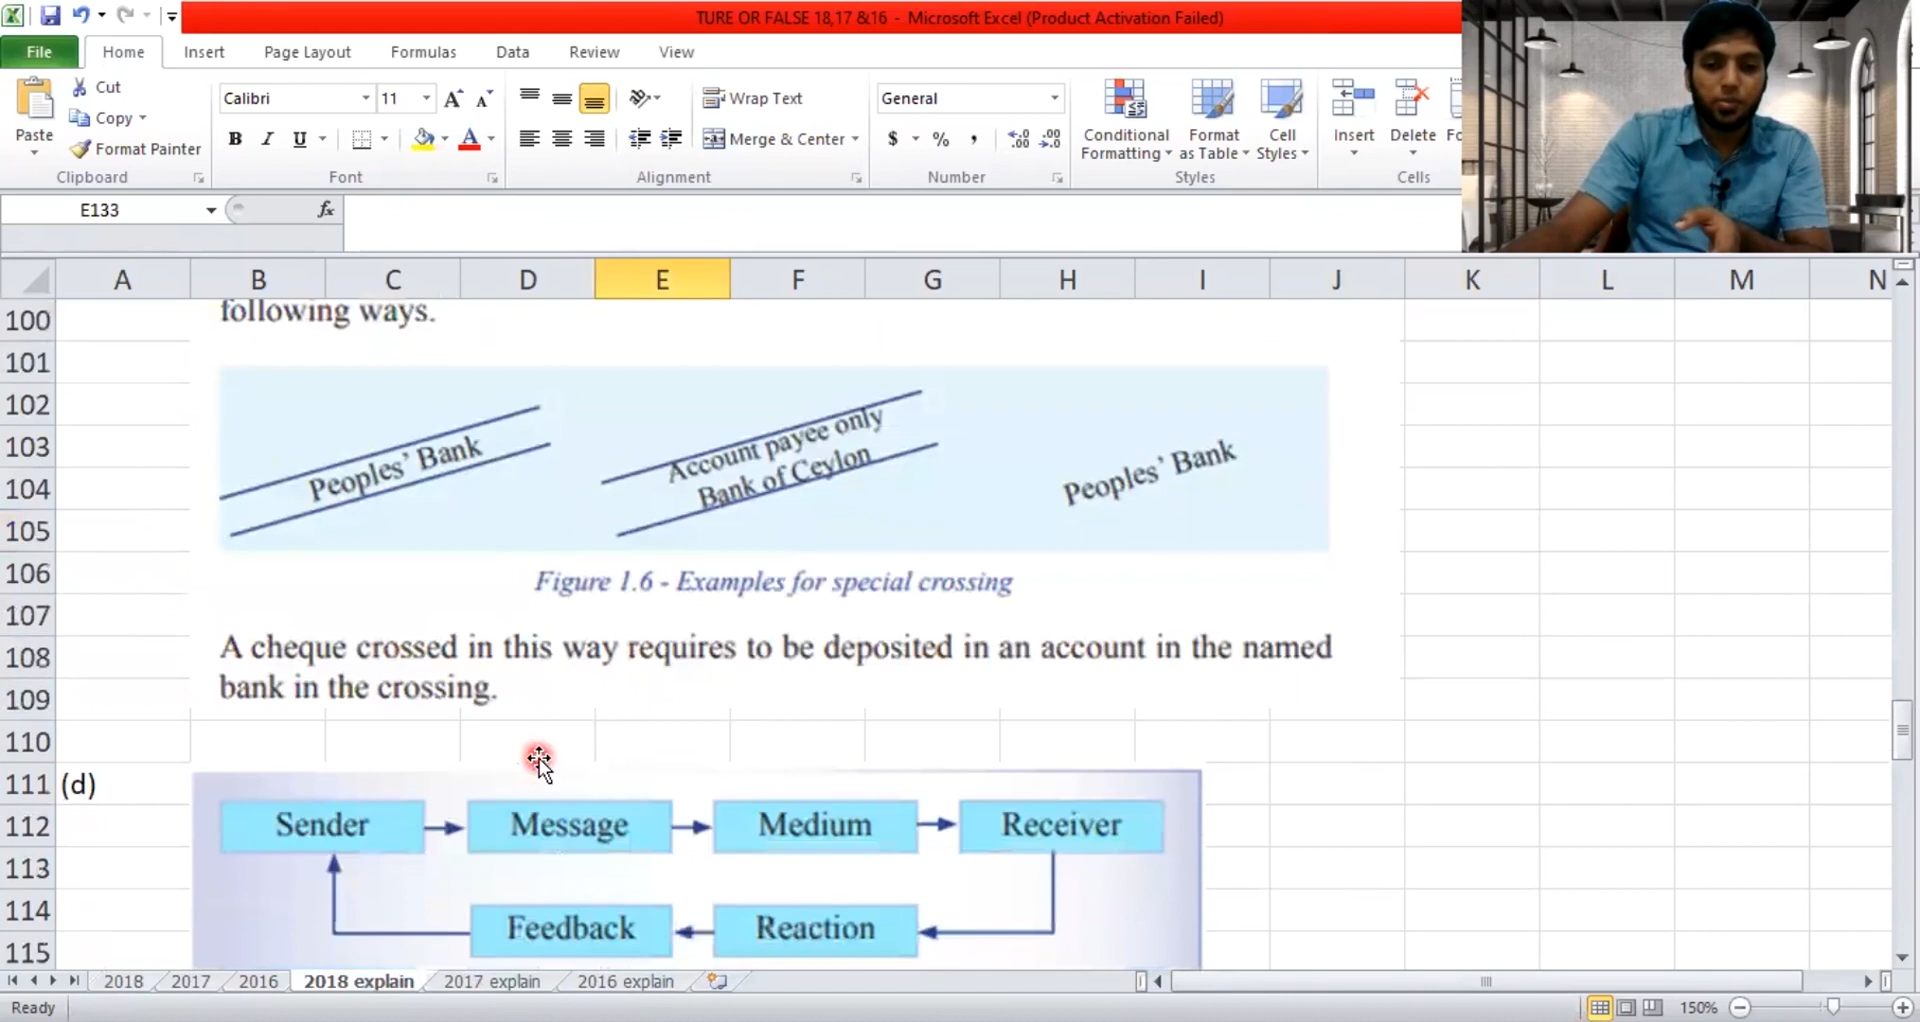 TURE OR FALSE 18,17 &16 - Microsoft Excel (Product Activation Failed)
File Home Insert Page Layout Formulas Data Review View
Cut
Copy
Format Painter
Paste
Clipboard
Calibri 11
B I U
Font
Wrap Text
Merge & Center
Alignment
General
$ % ,
Number
Conditional Formatting
Format as Table
Cell Styles
Styles
Insert
Delete
Cells
E133
fx
A B C D E F G H I J K L M N
100
101
102
103
104
105
106
107
108
109
110
111
112
113
114
115
following ways.
Peoples' Bank
Account payee only
Bank of Ceylon
Peoples' Bank
Figure 1.6 - Examples for special crossing
A cheque crossed in this way requires to be deposited in an account in the named
bank in the crossing.
(d)
Sender Message Medium Receiver
Feedback Reaction
2018 2017 2016 2018 explain 2017 explain 2016 explain
Ready
150%